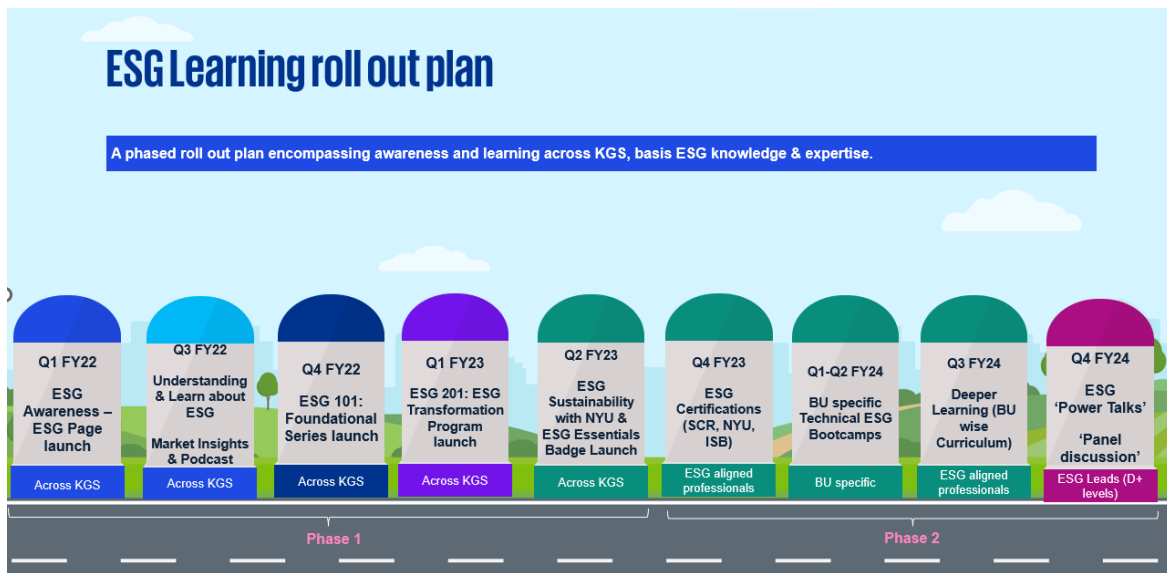 ESG Learning roll out plan
A phased roll out plan encompassing awareness and learning across KGS, basis ESG knowledge & expertise.
Q1 FY22
ESG
Awareness –
ESG Page
launch
Across KGS
Q3 FY22
Understanding
& Learn about
ESG
Market Insights
& Podcast
Across KGS
Q4 FY22
ESG 101:
Foundational
Series launch
Across KGS
Q1 FY23
ESG 201: ESG
Transformation
Program
launch
Across KGS
Q2 FY23
ESG
Sustainability
with NYU &
ESG Essentials
Badge Launch
Across KGS
Q4 FY23
ESG
Certifications
(SCR, NYU,
ISB)
ESG aligned
professionals
Q1-Q2 FY24
BU specific
Technical ESG
Bootcamps
BU specific
Q3 FY24
Deeper
Learning (BU
wise
Curriculum)
ESG aligned
professionals
Q4 FY24
ESG
‘Power Talks’
‘Panel
discussion’
ESG Leads (D+
levels)
Phase 1
Phase 2